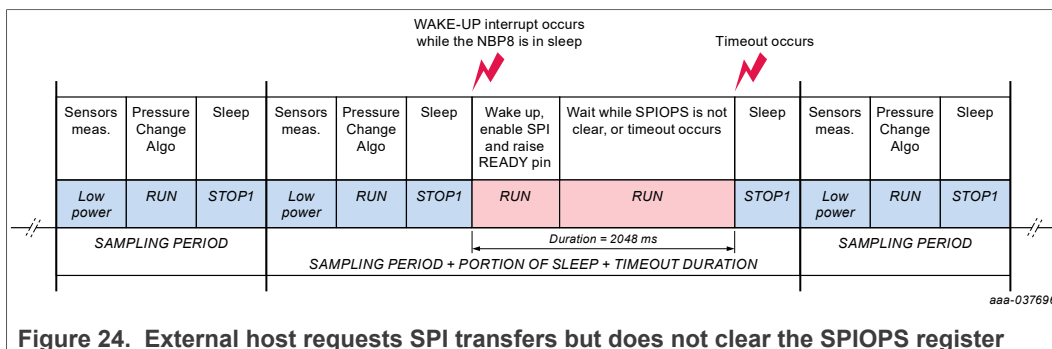 WAKE-UP interrupt occurs
while the NBP8 is in sleep
Timeout occurs
Sensors
meas.
Pressure
Change
Algo
Sleep
Sensors
meas.
Pressure
Change
Algo
Sleep
Wake up,
enable SPI
and raise
READY pin
Wait while SPIOPS is not
clear, or timeout occurs
Sleep
Sensors
meas.
Pressure
Change
Algo
Sleep
Low
power
RUN
STOP1
Low
power
RUN
STOP1
RUN
RUN
STOP1
Low
power
RUN
STOP1
SAMPLING PERIOD
Duration = 2048 ms
SAMPLING PERIOD
SAMPLING PERIOD + PORTION OF SLEEP + TIMEOUT DURATION
aaa-037696
Figure 24. External host requests SPI transfers but does not clear the SPIOPS register